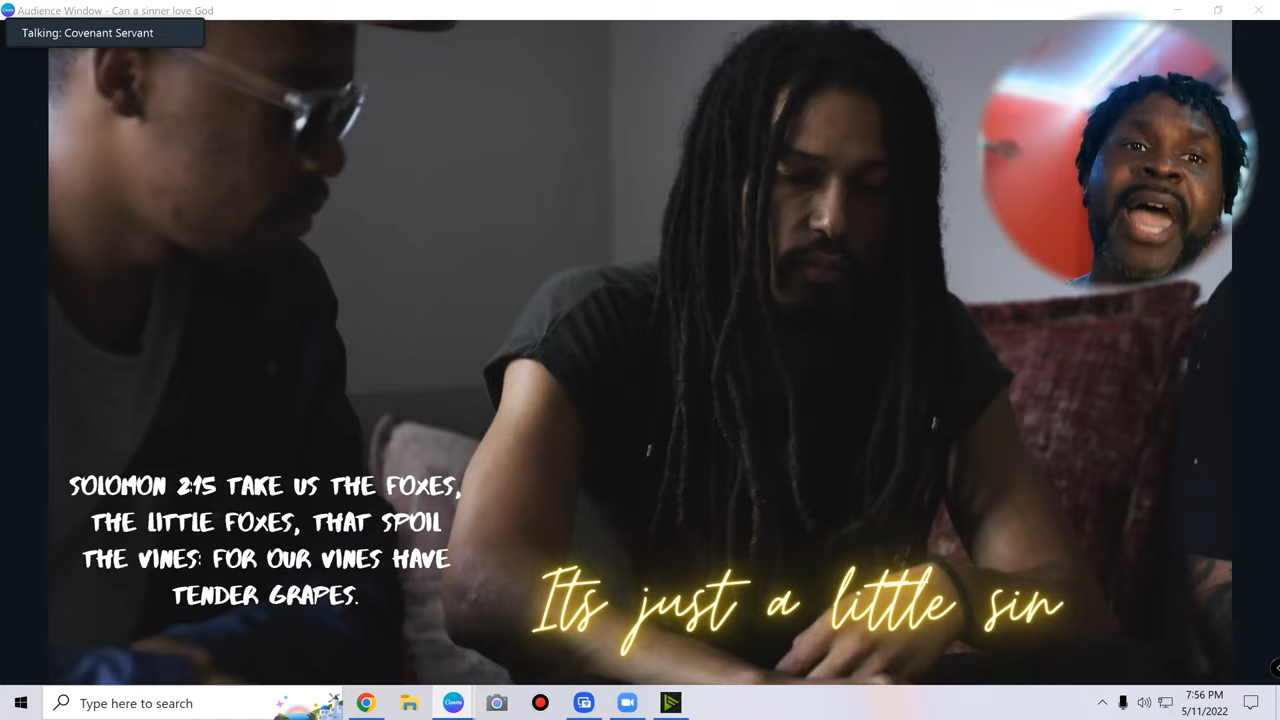 Audience Window - Can a sinner love God
Talking: Covenant Servant
SOLOMON 2:15 TAKE US THE FOXES,
THE LITTLE FOXES, THAT SPOIL
THE VINES: FOR OUR VINES HAVE
TENDER GRAPES.
Its just a little sin
Type here to search
7:56 PM
5/11/2022